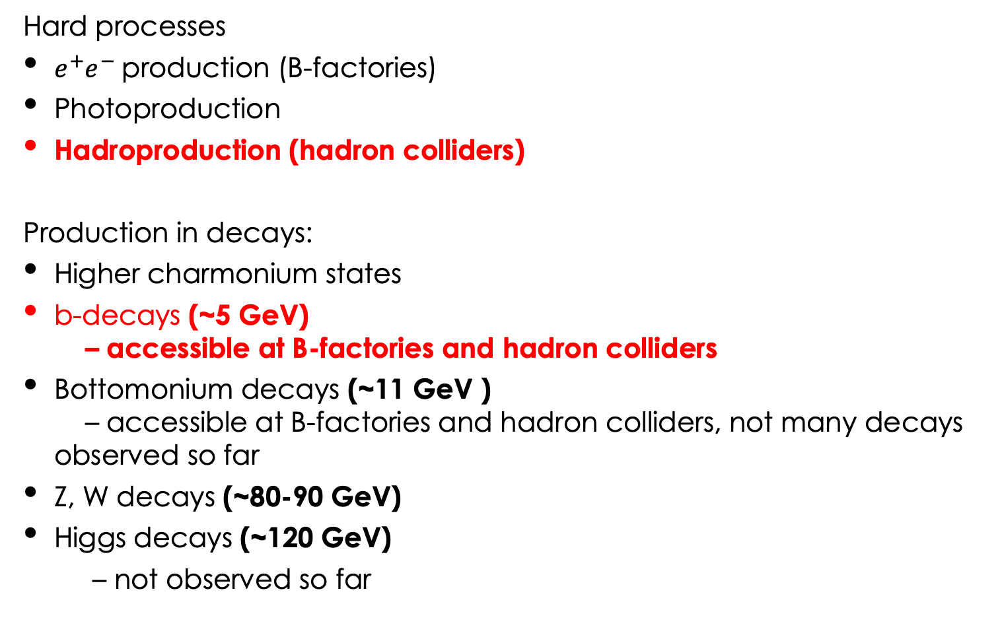 Hard processes
• e⁺e⁻ production (B-factories)
• Photoproduction
• Hadroproduction (hadron colliders)
Production in decays:
• Higher charmonium states
• b-decays (~5 GeV)
– accessible at B-factories and hadron colliders
• Bottomonium decays (~11 GeV )
– accessible at B-factories and hadron colliders, not many decays
observed so far
• Z, W decays (~80-90 GeV)
• Higgs decays (~120 GeV)
– not observed so far